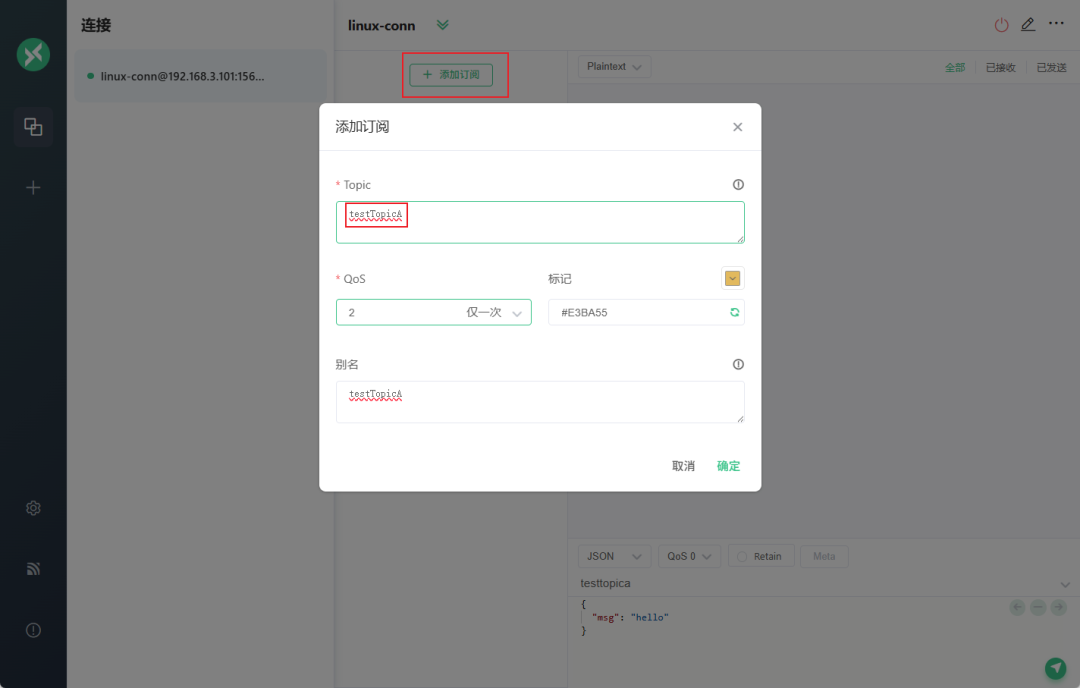 连接
linux-conn
linux-conn@192.168.3.101:156...
添加订阅
Plaintext
全部
已接收
已发送
添加订阅
* Topic
testTopicA
* QoS
标记
2
仅一次
#E3BA55
别名
testTopicA
取消
确定
JSON
QoS 0
Retain
Meta
testtopica
{
"msg": "hello"
}